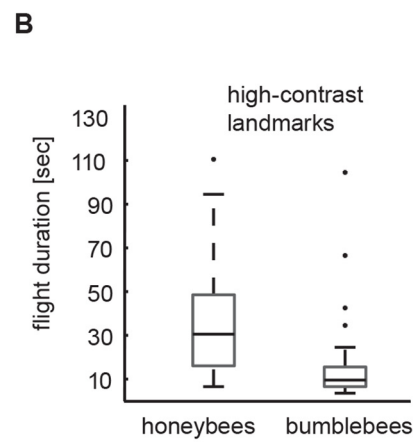 B
high-contrast
landmarks
flight duration [sec]
130
110
90
70
50
30
10
honeybees
bumblebees